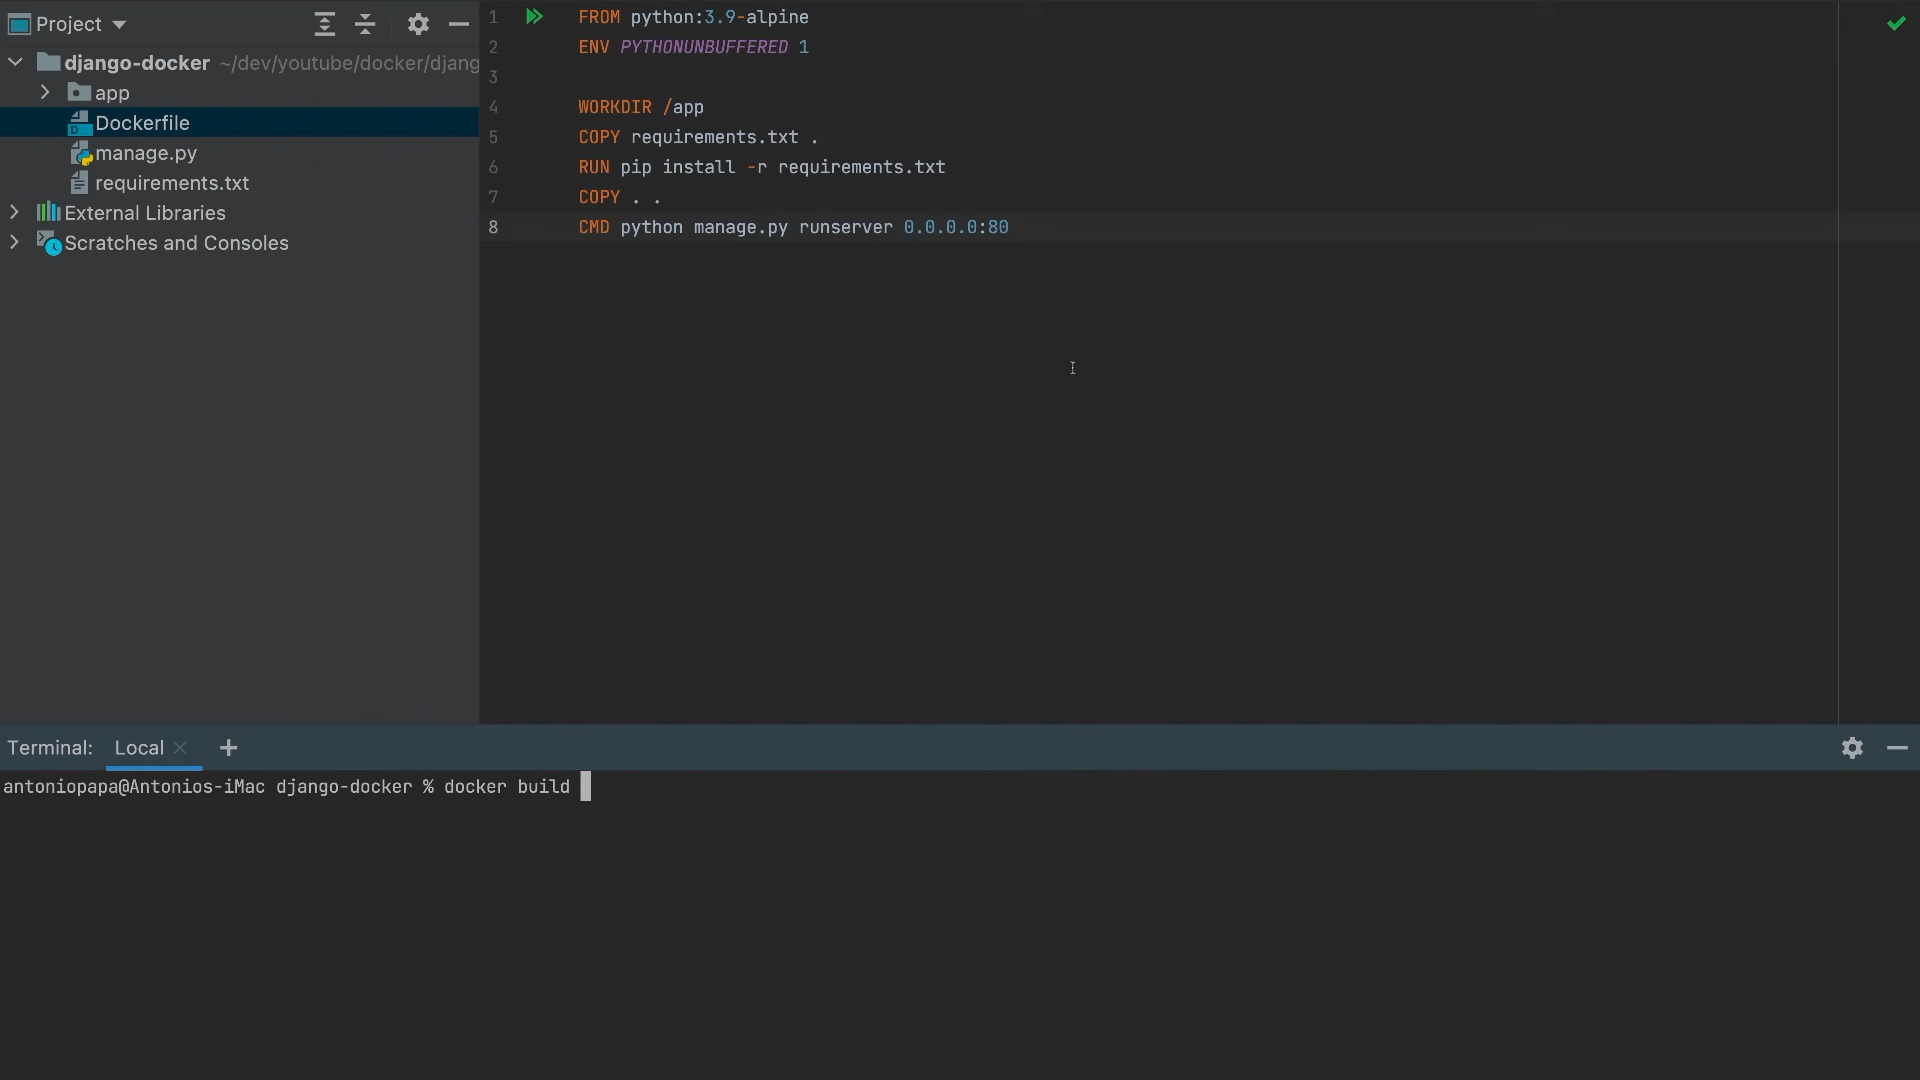 Project
django-docker ~/dev/youtube/docker/djang
app
Dockerfile
manage.py
requirements.txt
External Libraries
Scratches and Consoles
1 FROM python:3.9-alpine
2 ENV PYTHONUNBUFFERED 1
3
4 WORKDIR /app
5 COPY requirements.txt .
6 RUN pip install -r requirements.txt
7 COPY . .
8 CMD python manage.py runserver 0.0.0.0:80
Terminal: Local
antoniopapa@Antonios-iMac django-docker % docker build